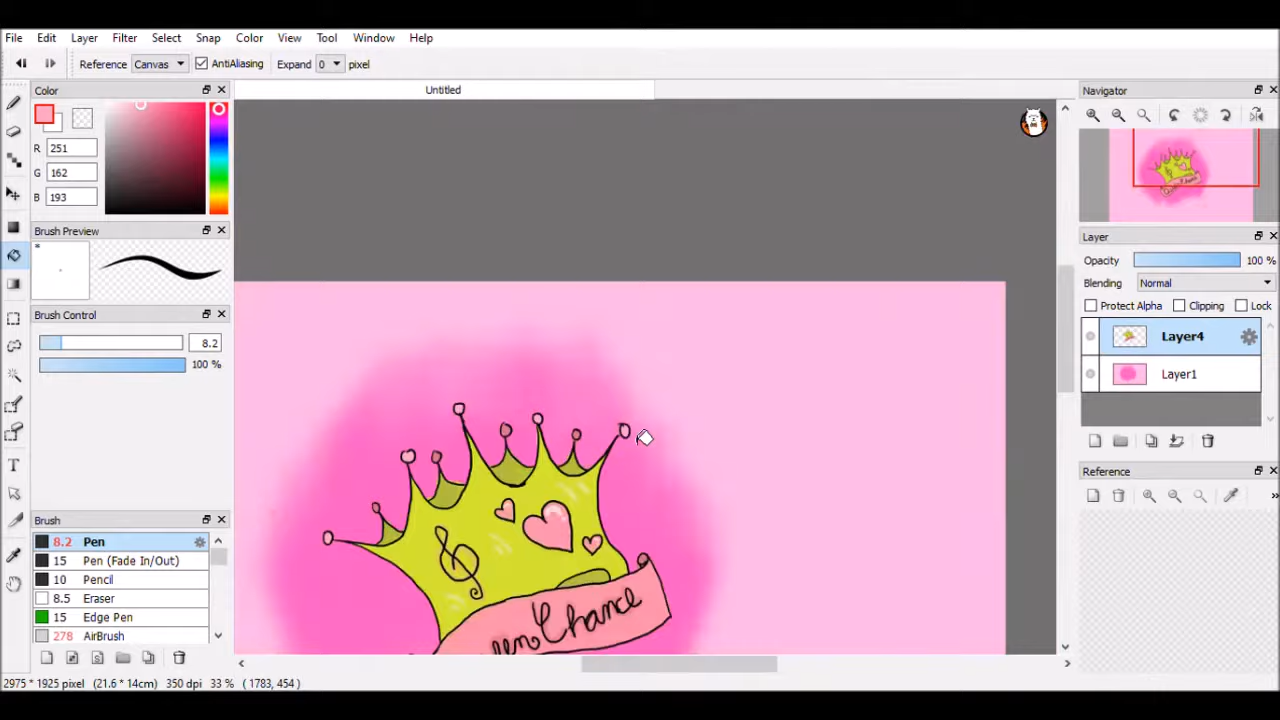 File Edit Layer Filter Select Snap Color View Tool Window Help
Reference Canvas AntiAliasing Expand 0 pixel
Color
Untitled
Navigator
R 251
G 162
B 193
Brush Preview
*
Brush Control
8.2
100 %
Brush
8.2 Pen
15 Pen (Fade In/Out)
10 Pencil
8.5 Eraser
15 Edge Pen
278 AirBrush
Chance
Layer
Opacity 100 %
Blending Normal
Protect Alpha Clipping Lock
Layer4
Layer1
Reference
2975 * 1925 pixel (21.6 * 14cm) 350 dpi 33 % ( 1783, 454 )